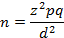 n = z²pq / d²